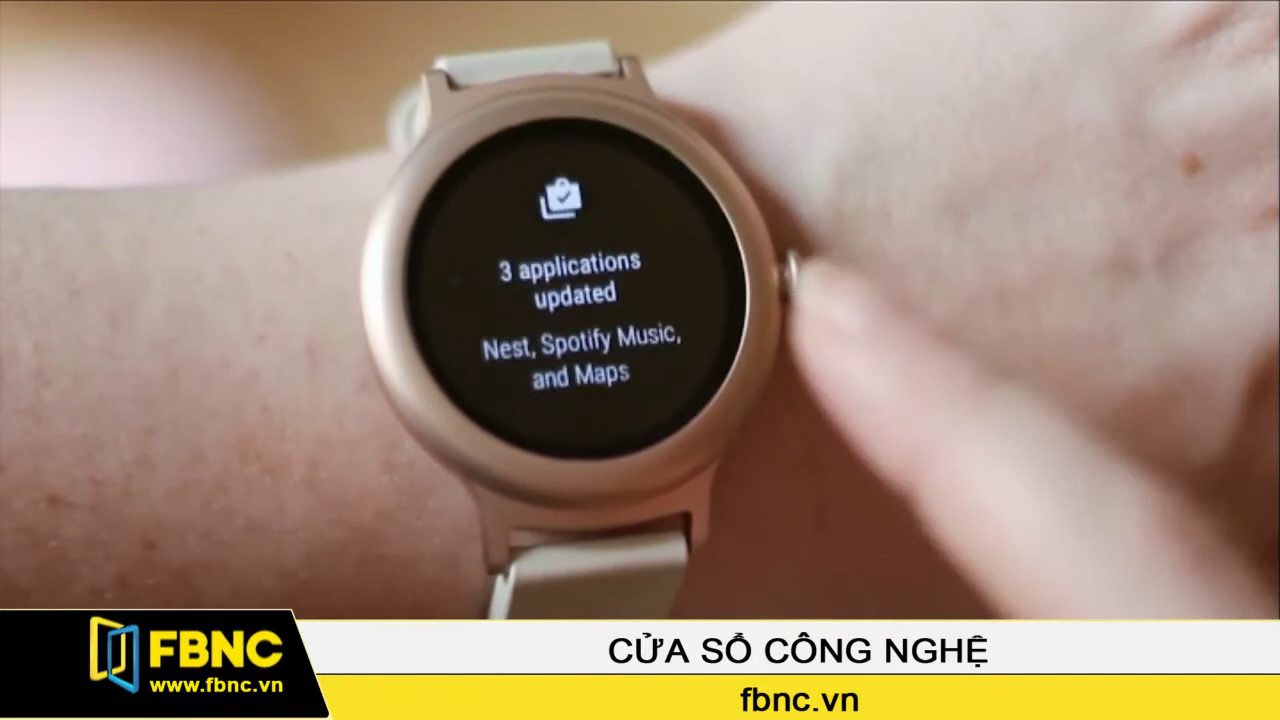 3 applications
updated
Nest, Spotify Music,
and Maps
FBNC
www.fbnc.vn
CỬA SỔ CÔNG NGHỆ
fbnc.vn